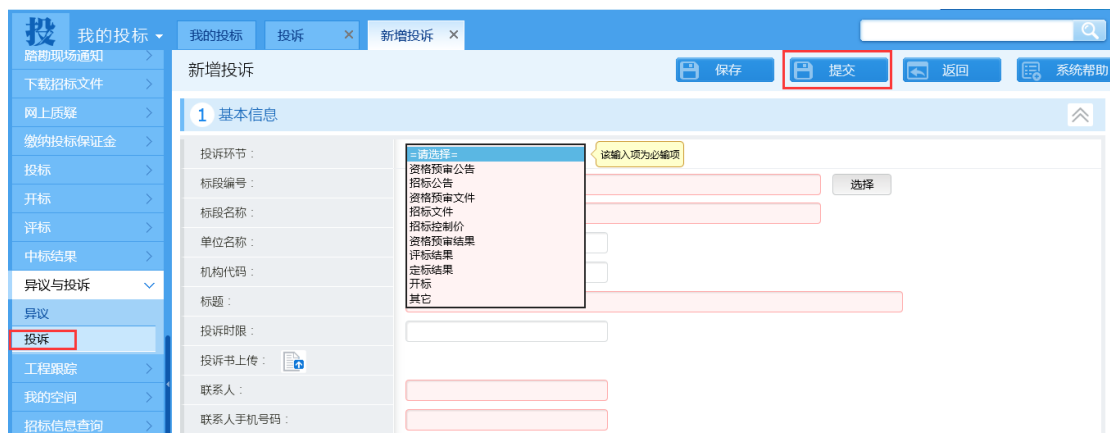 投 我的投标
我的投标 投诉 × 新增投诉 ×
踏勘现场通知
下载招标文件
网上质疑
缴纳投标保证金
投标
开标
评标
中标结果
异议与投诉
异议
投诉
工程跟踪
我的空间
招标信息查询
新增投诉 保存 提交 返回 系统帮助
1 基本信息
投诉环节：
=请选择=
资格预审公告
招标公告
资格预审文件
招标文件
招标控制价
资格预审结果
评标结果
定标结果
开标
其它
该输入项为必输项
标段编号： 选择
标段名称：
单位名称：
机构代码：
标题：
投诉时限：
投诉书上传：
联系人：
联系人手机号码：